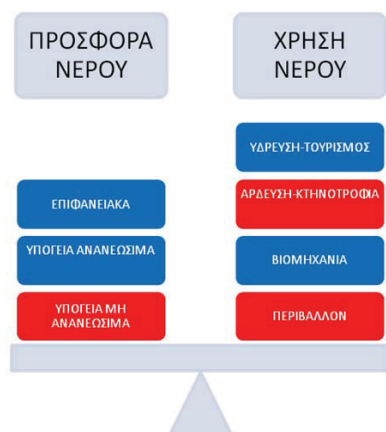 ΠΡΟΣΦΟΡΑ
ΝΕΡΟΥ
ΧΡΗΣΗ
ΝΕΡΟΥ
ΥΔΡΕΥΣΗ-ΤΟΥΡΙΣΜΟΣ
ΕΠΙΦΑΝΕΙΑΚΑ
ΑΡΔΕΥΣΗ-ΚΤΗΝΟΤΡΟΦΙΑ
ΥΠΟΓΕΙΑ ΑΝΑΝΕΩΣΙΜΑ
ΒΙΟΜΗΧΑΝΙΑ
ΥΠΟΓΕΙΑ ΜΗ
ΑΝΑΝΕΩΣΙΜΑ
ΠΕΡΙΒΑΛΛΟΝ